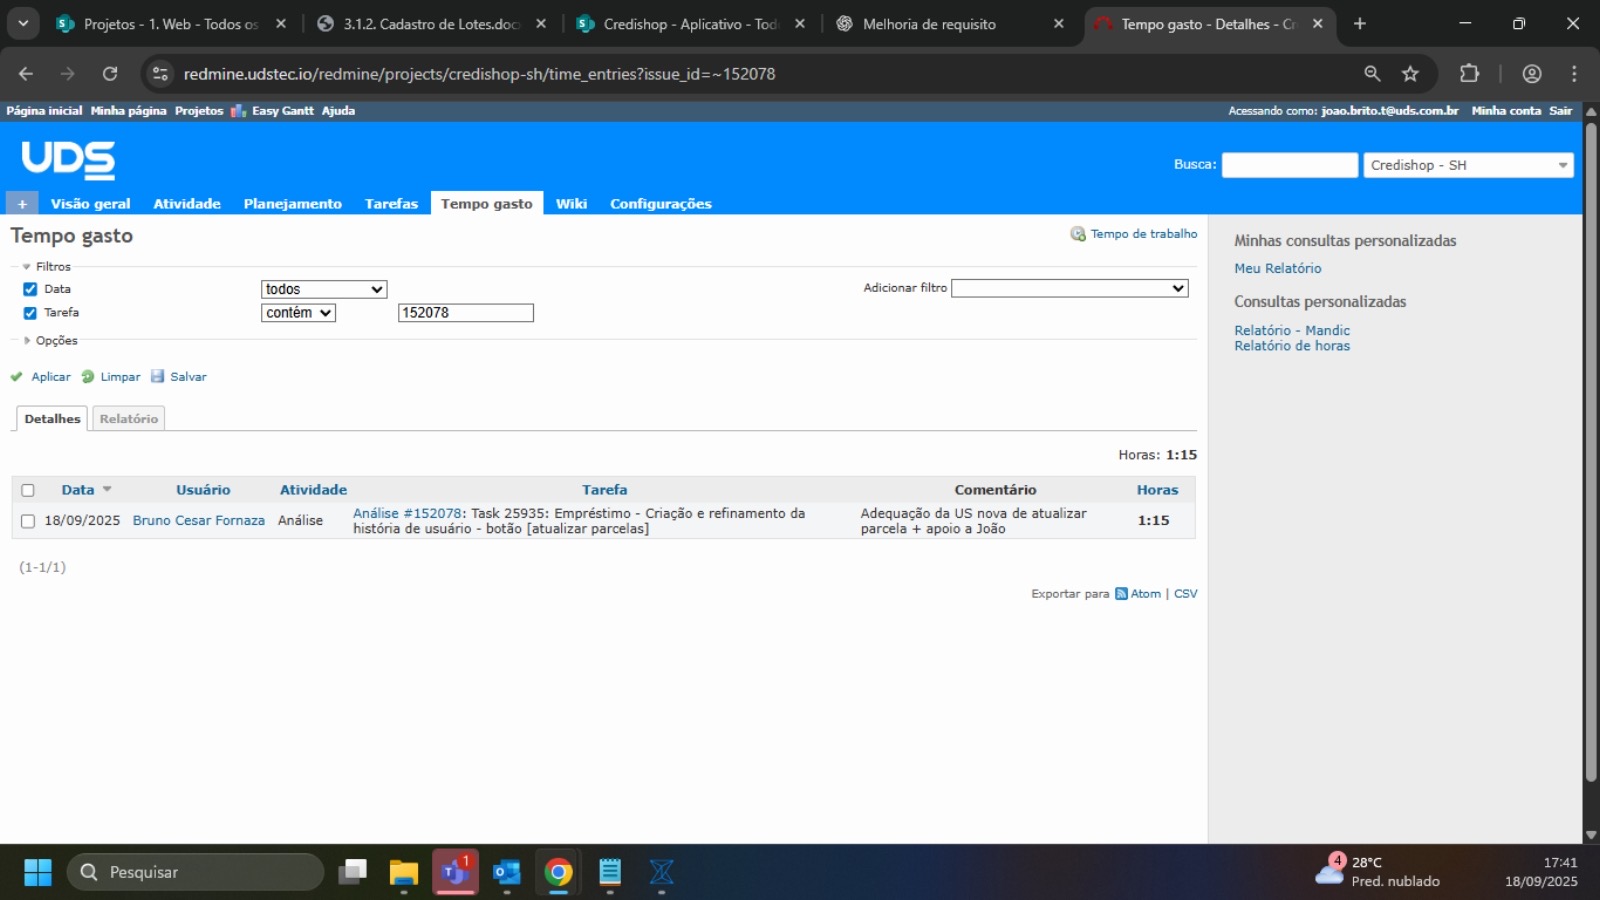 Projetos - 1. Web - Todos os
3.1.2. Cadastro de Lotes.doc
Credishop - Aplicativo - Tod
Melhoria de requisito
Tempo gasto - Detalhes - Cr
redmine.udstec.io/redmine/projects/credishop-sh/time_entries?issue_id=~152078
Página inicial Minha página Projetos Easy Gantt Ajuda
Acessando como: joao.brito.t@uds.com.br Minha conta Sair
UDS
Busca:
Credishop - SH
+ Visão geral Atividade Planejamento Tarefas Tempo gasto Wiki Configurações
Tempo gasto
Tempo de trabalho
Filtros
Data todos
Adicionar filtro
Tarefa contém 152078
Opções
Aplicar Limpar Salvar
Detalhes Relatório
Horas: 1:15
Data Usuário Atividade Tarefa Comentário Horas
18/09/2025 Bruno Cesar Fornaza Análise
Análise #152078: Task 25935: Empréstimo - Criação e refinamento da
história de usuário - botão [atualizar parcelas]
Adequação da US nova de atualizar
parcela + apoio a João
1:15
(1-1/1)
Exportar para Atom | CSV
Minhas consultas personalizadas
Meu Relatório
Consultas personalizadas
Relatório - Mandic
Relatório de horas
Pesquisar
1
4
28°C
Pred. nublado
17:41
18/09/2025